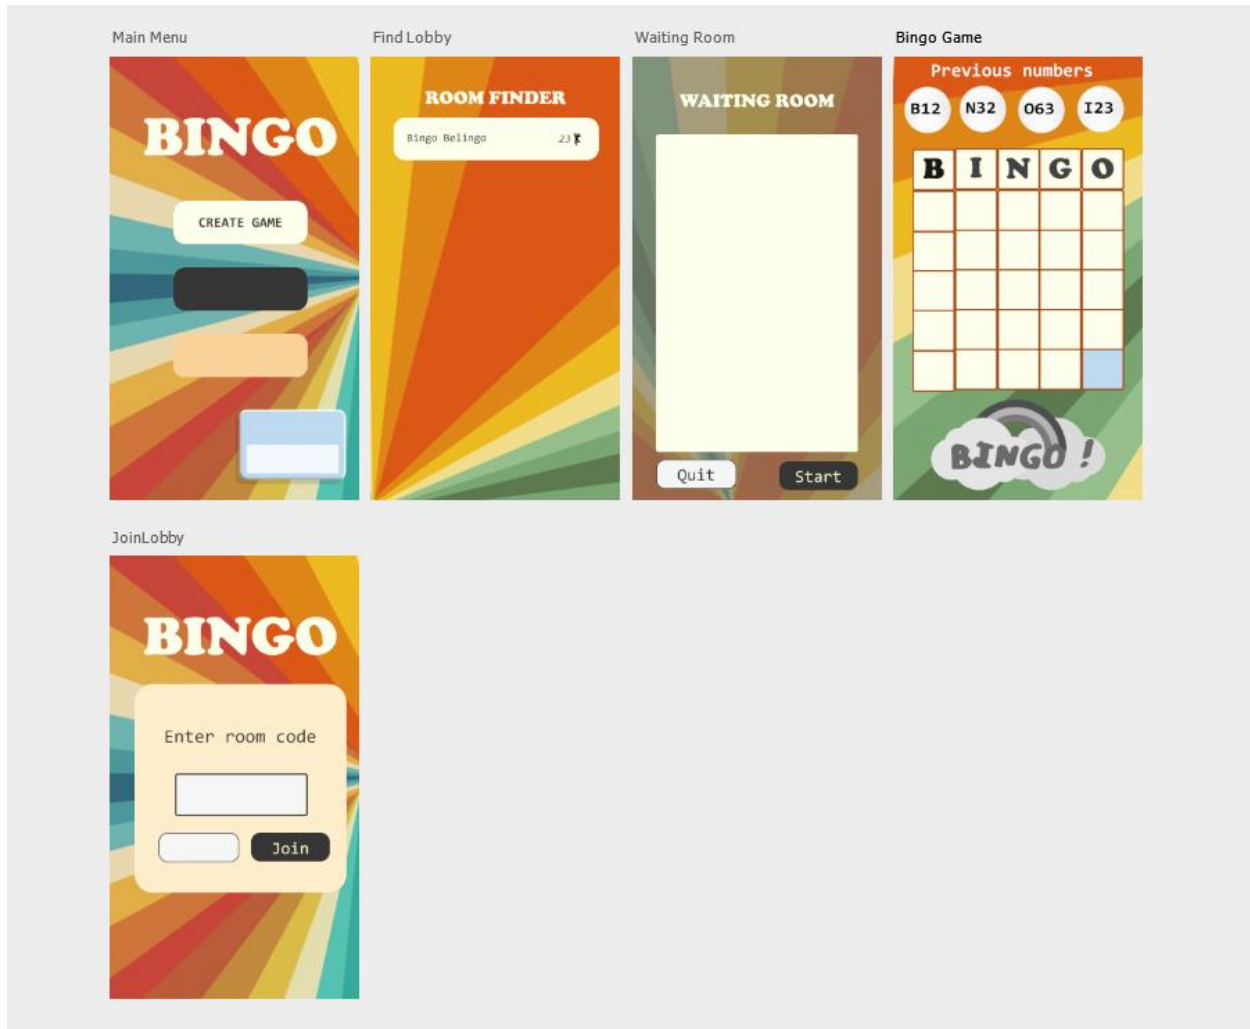 Main Menu
Find Lobby
Waiting Room
Bingo Game
BINGO
CREATE GAME
ROOM FINDER
Bingo Belingo 23
WAITING ROOM
Quit Start
Previous numbers
B12 N32 O63 I23
B I N G O
BINGO !
JoinLobby
BINGO
Enter room code
Join